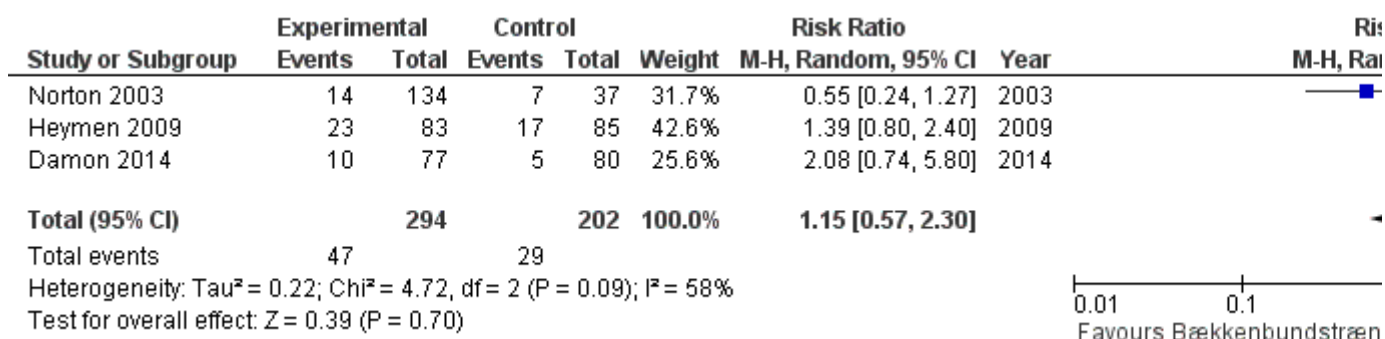 Experimental Control Risk Ratio Ris
Study or Subgroup Events Total Events Total Weight M-H, Random, 95% CI Year M-H, Ran
Norton 2003 14 134 7 37 31.7% 0.55 [0.24, 1.27] 2003
Heymen 2009 23 83 17 85 42.6% 1.39 [0.80, 2.40] 2009
Damon 2014 10 77 5 80 25.6% 2.08 [0.74, 5.80] 2014
Total (95% CI) 294 202 100.0% 1.15 [0.57, 2.30]
Total events 47 29
Heterogeneity: Tau² = 0.22; Chi² = 4.72, df = 2 (P = 0.09); I² = 58%
Test for overall effect: Z = 0.39 (P = 0.70)
0.01 0.1
Favours Bækkenbundstræn